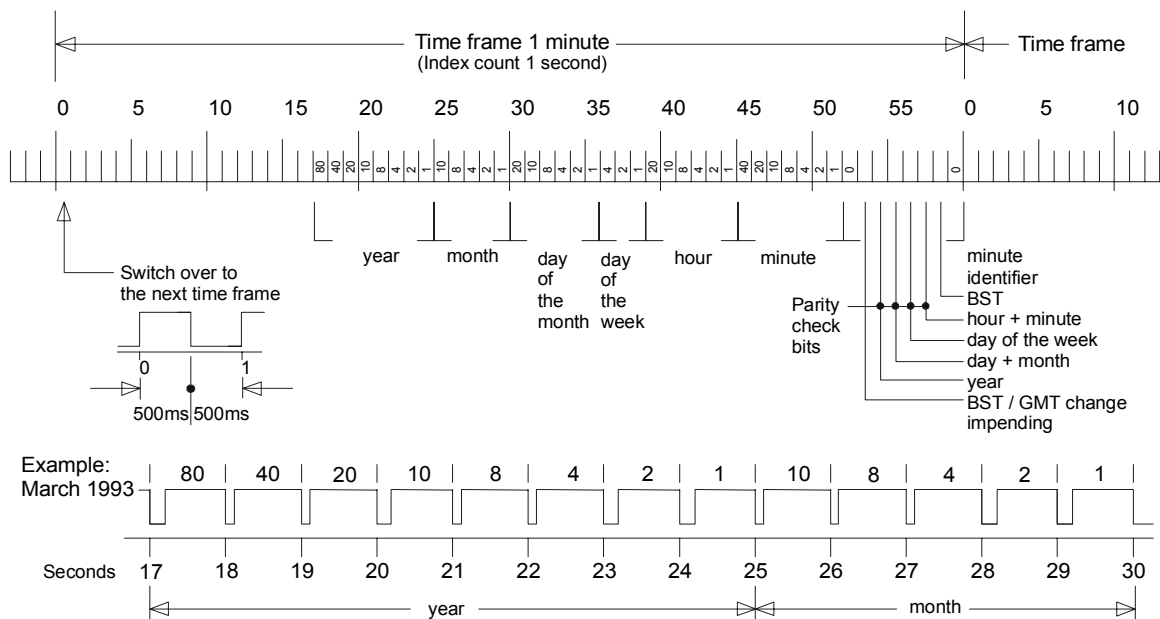 Time frame 1 minute
(Index count 1 second)
Time frame
0 5 10 15 20 25 30 35 40 45 50 55 0 5 10
80 40 20 10 8 4 2 1 10 8 4 2 1 20 10 8 4 2 1 4 2 1 20 10 8 4 2 1 40 20 10 8 4 2 1 0 0
year
month
day
of
the
month
day
of
the
week
hour
minute
Switch over to
the next time frame
0 1
500ms 500ms
Parity
check
bits
minute
identifier
BST
hour + minute
day of the week
day + month
year
BST / GMT change
impending
Example:
March 1993
80 40 20 10 8 4 2 1 10 8 4 2 1
Seconds 17 18 19 20 21 22 23 24 25 26 27 28 29 30
year month